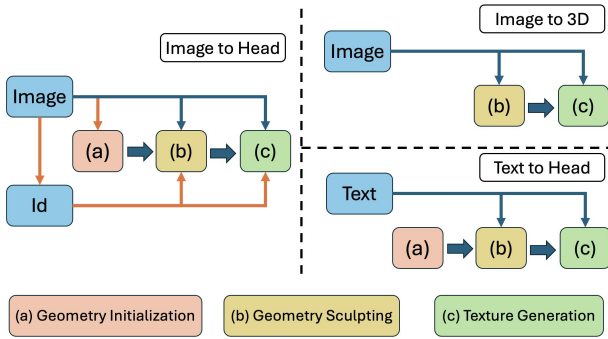 Image to Head
Image
(a)
(b)
(c)
Id
Image to 3D
Image
(b)
(c)
Text to Head
Text
(a)
(b)
(c)
(a) Geometry Initialization
(b) Geometry Sculpting
(c) Texture Generation